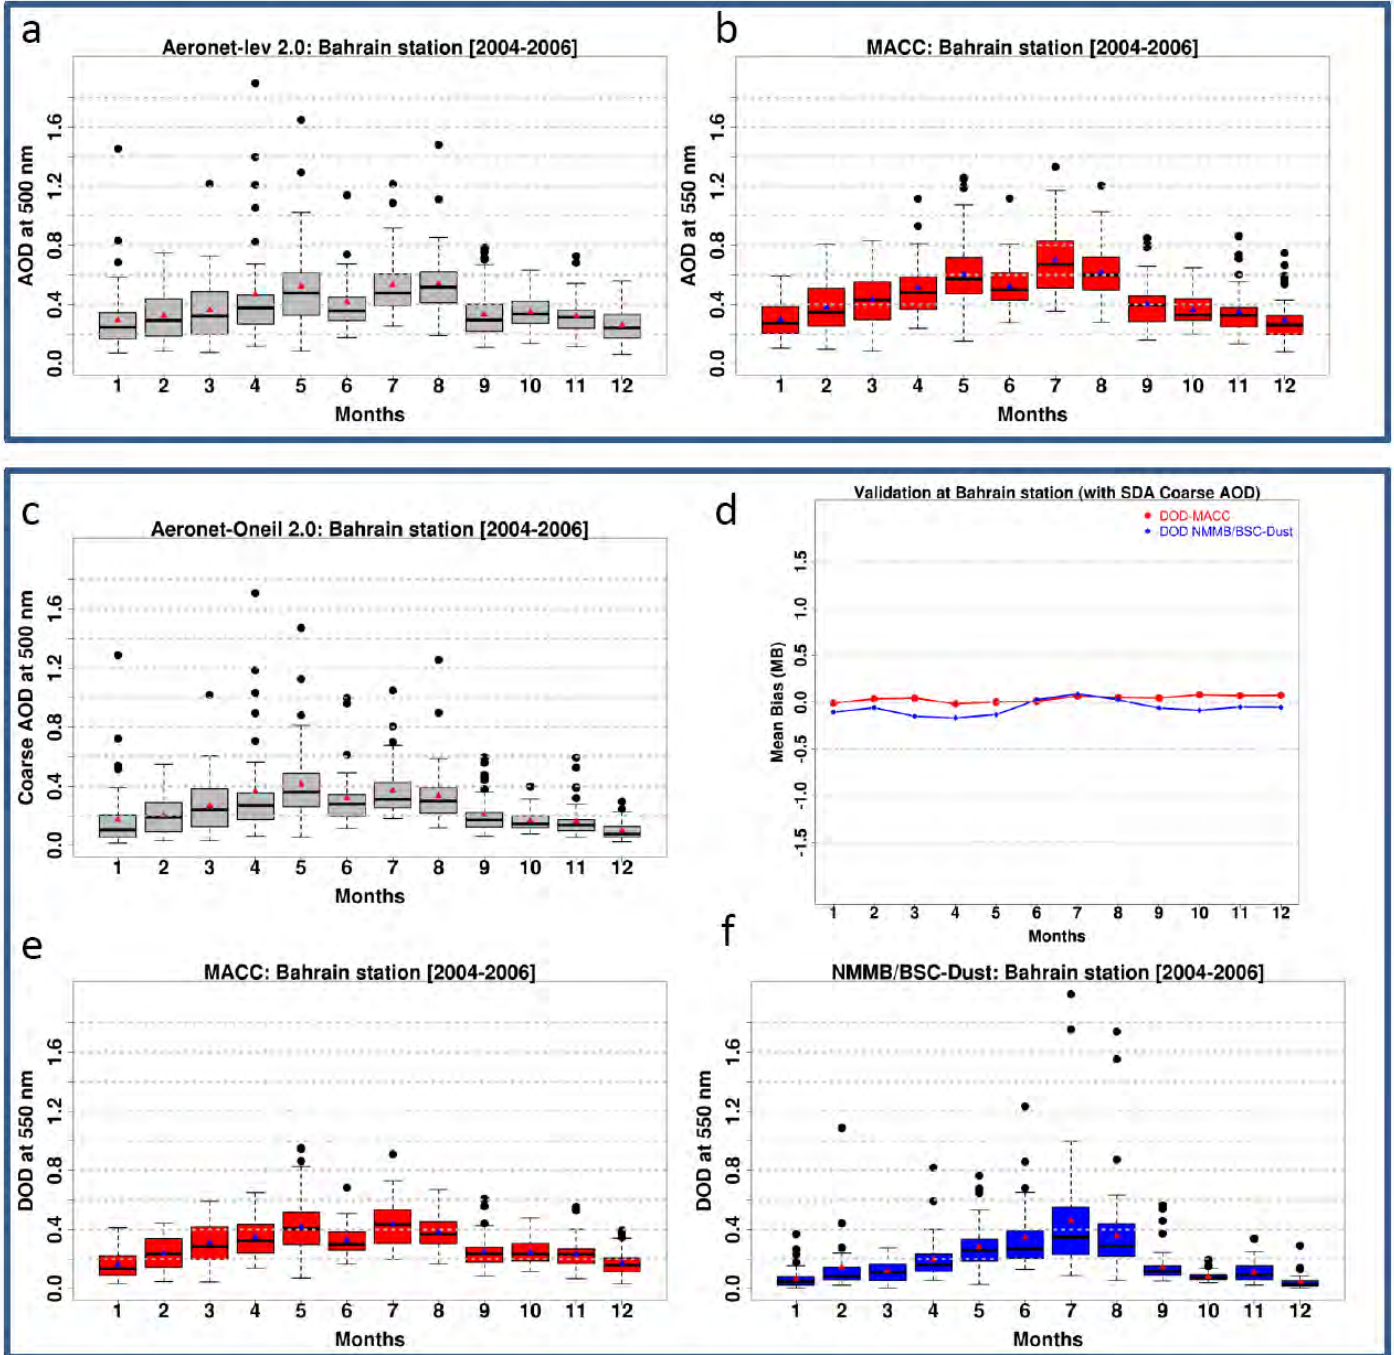 a
Aeronet-lev 2.0: Bahrain station [2004-2006]
AOD at 500 nm
1.6
1.2
0.8
0.4
0.0
1 2 3 4 5 6 7 8 9 10 11 12
Months
b
MACC: Bahrain station [2004-2006]
AOD at 550 nm
1.6
1.2
0.8
0.4
0.0
1 2 3 4 5 6 7 8 9 10 11 12
Months
c
Aeronet-Oneil 2.0: Bahrain station [2004-2006]
Coarse AOD at 500 nm
1.6
1.2
0.8
0.4
0.0
1 2 3 4 5 6 7 8 9 10 11 12
Months
d
Validation at Bahrain station (with SDA Coarse AOD)
DOD-MACC
DOD NMMB/BSC-Dust
Mean Bias (MB)
1.5
1.0
0.5
0.0
-0.5
-1.0
-1.5
1 2 3 4 5 6 7 8 9 10 11 12
Months
e
MACC: Bahrain station [2004-2006]
DOD at 550 nm
1.6
1.2
0.8
0.4
0.0
1 2 3 4 5 6 7 8 9 10 11 12
Months
f
NMMB/BSC-Dust: Bahrain station [2004-2006]
DOD at 550 nm
1.6
1.2
0.8
0.4
0.0
1 2 3 4 5 6 7 8 9 10 11 12
Months